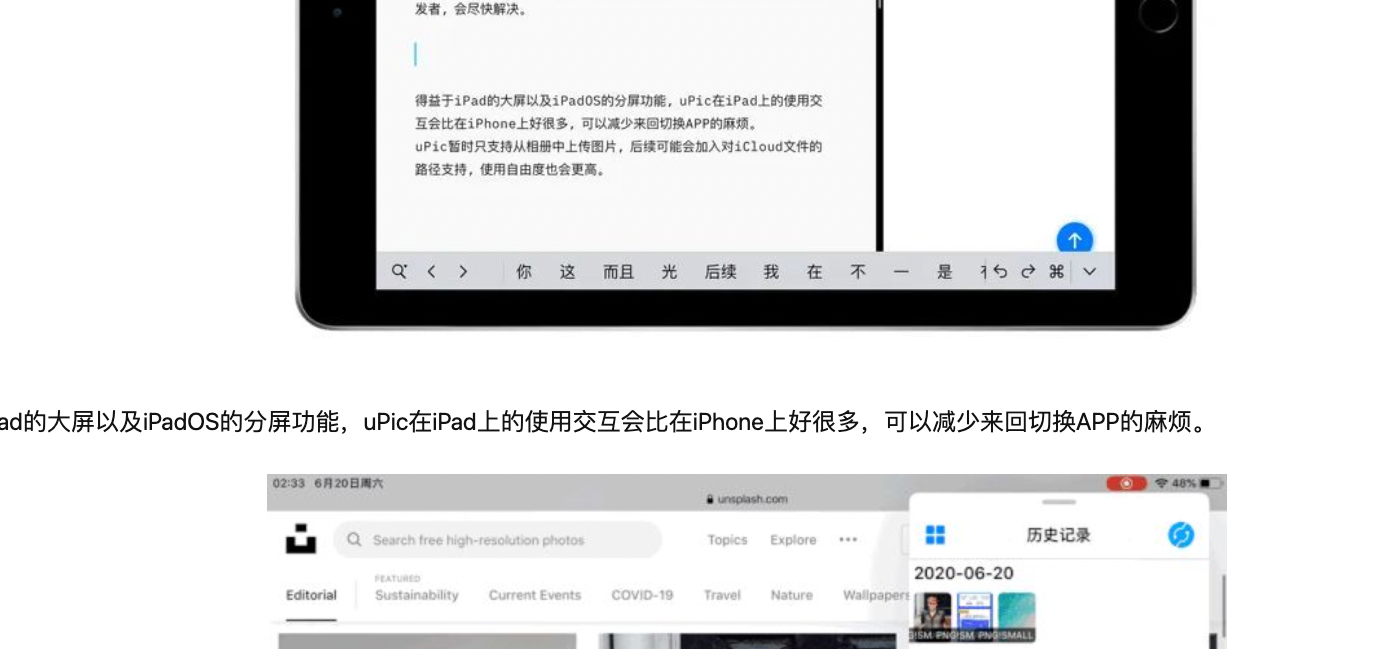 发者，会尽快解决。
得益于iPad的大屏以及iPadOS的分屏功能，uPic在iPad上的使用交
互会比在iPhone上好很多，可以减少来回切换APP的麻烦。
uPic暂时只支持从相册中上传图片，后续可能会加入对iCloud文件的
路径支持，使用自由度也会更高。
你 这 而且 光 后续 我 在 不 一 是
ad的大屏以及iPadOS的分屏功能，uPic在iPad上的使用交互会比在iPhone上好很多，可以减少来回切换APP的麻烦。
02:33 6月20日周六 48%
unsplash.com
Search free high-resolution photos Topics Explore •••
历史记录
2020-06-20
FEATURED
Editorial Sustainability Current Events COVID-19 Travel Nature Wallpapers
PNG SMALL